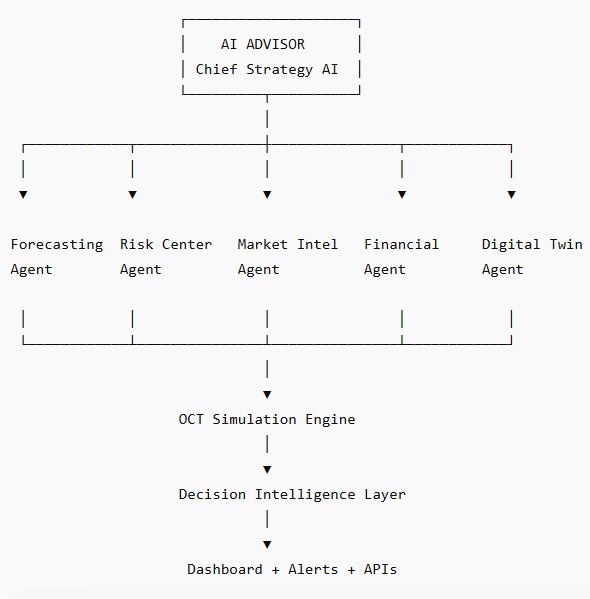 AI ADVISOR
Chief Strategy AI
Forecasting Risk Center Market Intel Financial Digital Twin
Agent Agent Agent Agent Agent
OCT Simulation Engine
Decision Intelligence Layer
Dashboard + Alerts + APIs